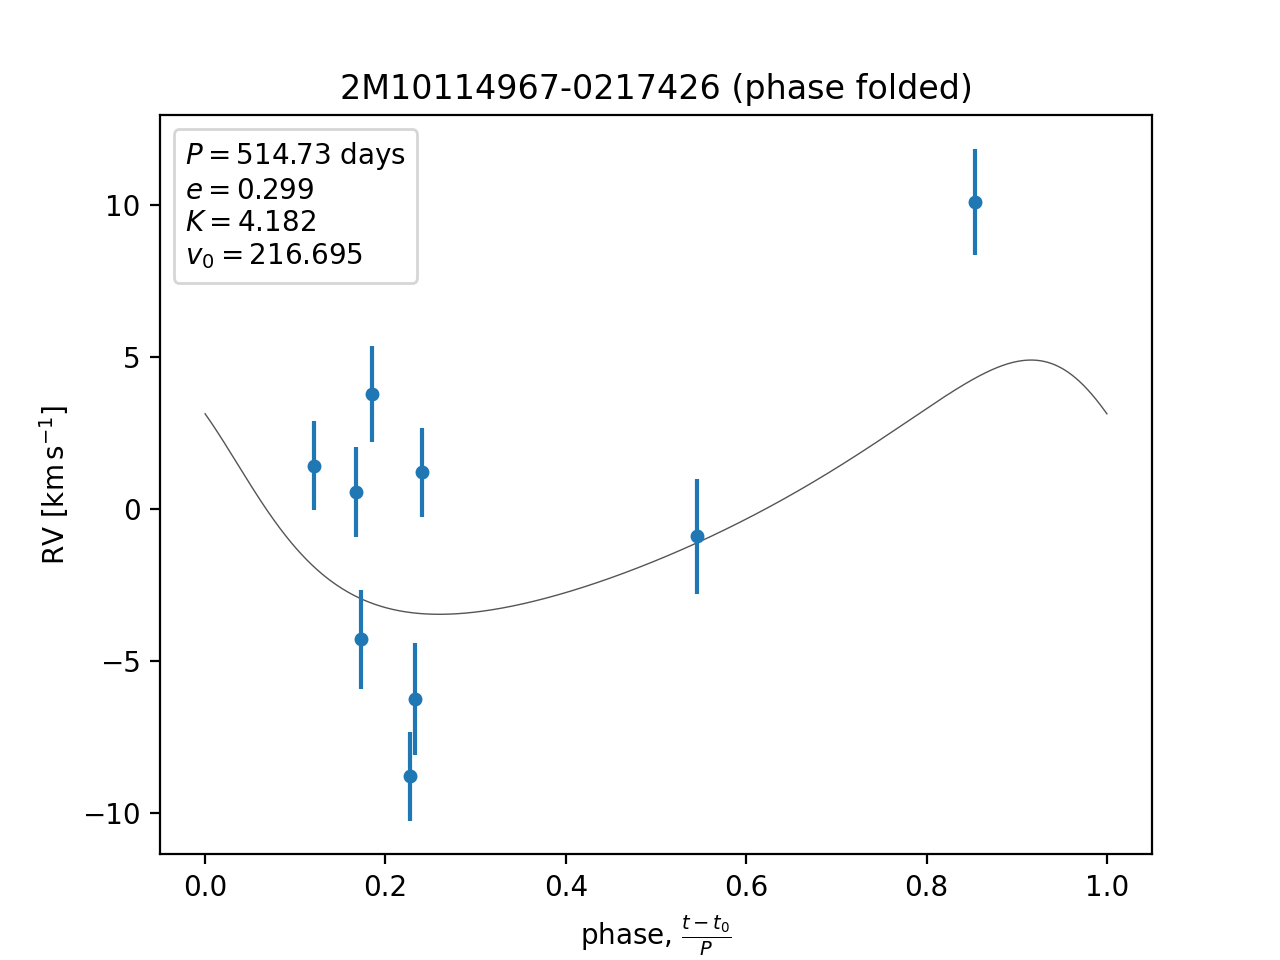 2M10114967-0217426 (phase folded)
P = 514.73 days
e = 0.299
K = 4.182
v₀ = 216.695
10
5
0
−5
−10
RV [km s⁻¹]
0.0 0.2 0.4 0.6 0.8 1.0
phase, (t − t₀)/P